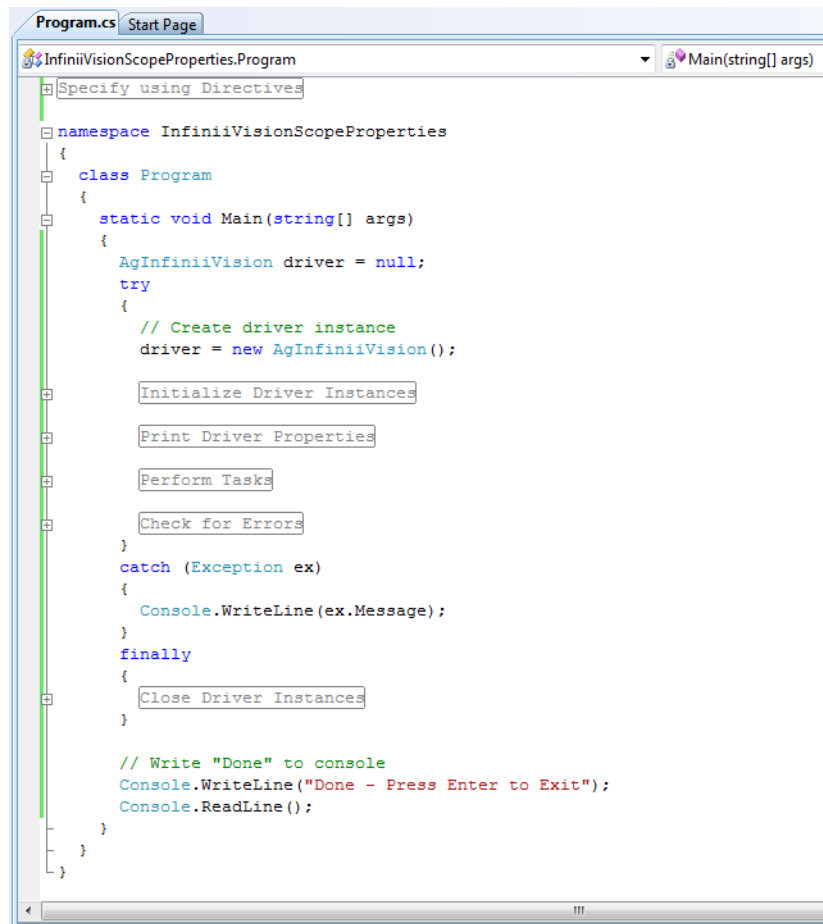 Program.cs Start Page
InfiniiVisionScopeProperties.Program Main(string[] args)
Specify using Directives
namespace InfiniiVisionScopeProperties
{
class Program
{
static void Main(string[] args)
{
AgInfiniiVision driver = null;
try
{
// Create driver instance
driver = new AgInfiniiVision();
Initialize Driver Instances
Print Driver Properties
Perform Tasks
Check for Errors
}
catch (Exception ex)
{
Console.WriteLine(ex.Message);
}
finally
{
Close Driver Instances
}
// Write "Done" to console
Console.WriteLine("Done - Press Enter to Exit");
Console.ReadLine();
}
}
}